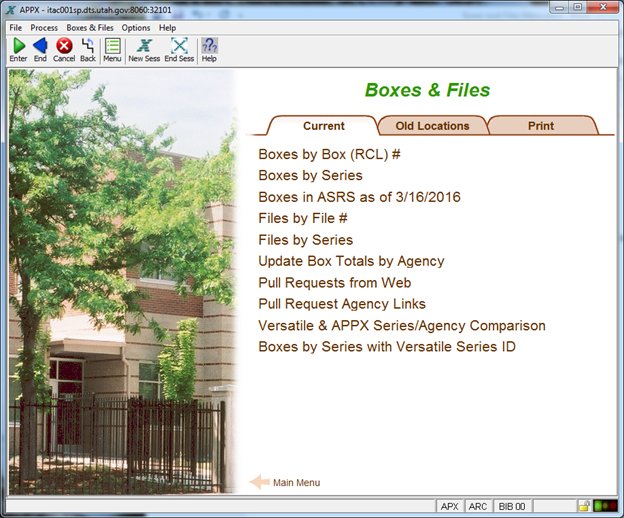 APPX - itac001sp.dts.utah.gov:8060:32101
File Process Boxes & Files Options Help
Enter End Cancel Back Menu New Sess End Sess Help
Boxes & Files
Current Old Locations Print
Boxes by Box (RCL) #
Boxes by Series
Boxes in ASRS as of 3/16/2016
Files by File #
Files by Series
Update Box Totals by Agency
Pull Requests from Web
Pull Request Agency Links
Versatile & APPX Series/Agency Comparison
Boxes by Series with Versatile Series ID
Main Menu
APX ARC BIB 00